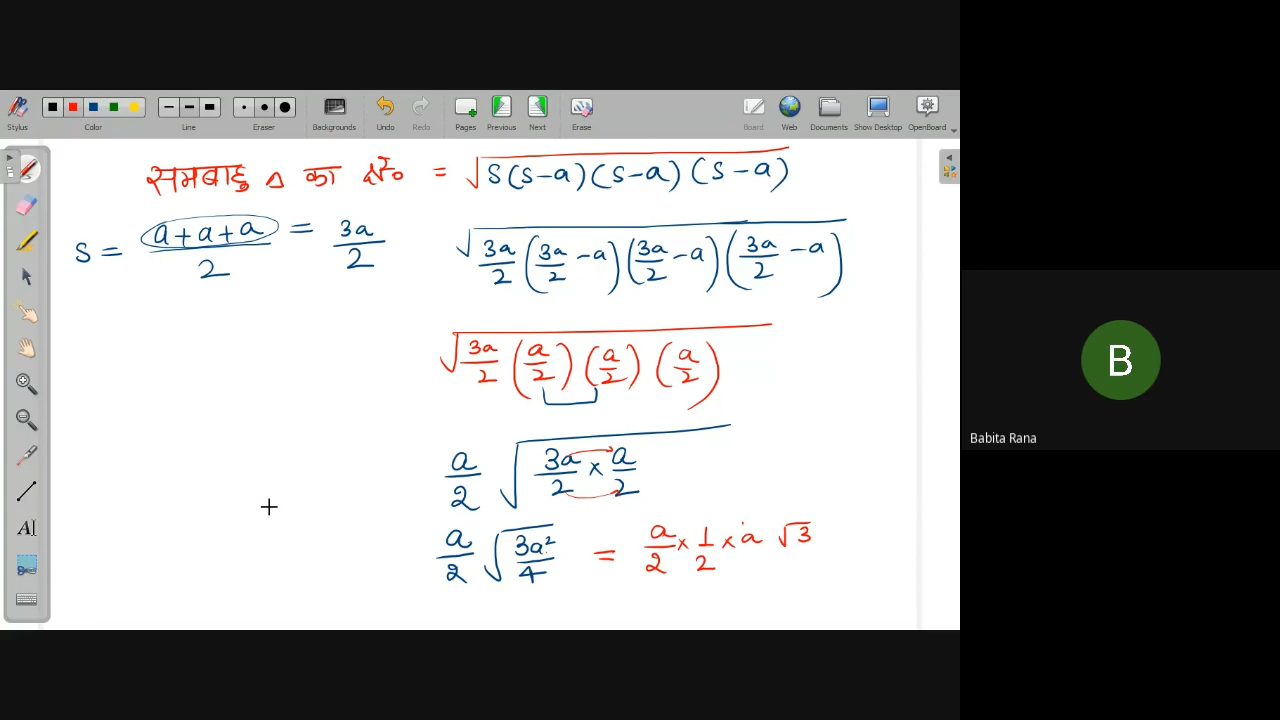 Stylus Color Line Eraser Backgrounds Undo Redo Pages Previous Next Erase Board Web Documents Show Desktop OpenBoard
समबाहु Δ का क्षे० = √S(S-a)(S-a)(S-a)
S = (a+a+a)/2 = 3a/2
√3a/2(3a/2-a)(3a/2-a)(3a/2-a)
√3a/2(a/2)(a/2)(a/2)
a/2 √3a/2 × a/2
a/2 √3a²/4 = a/2 × 1/2 × a √3
B
Babita Rana